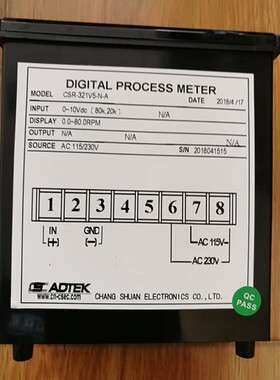 DIGITAL PROCESS METER
MODEL CSR-321V5-N-A DATE 2018/4/17
INPUT 0~10Vdc (80k,20k) N/A
DISPLAY 0.0~80.0RPM
OUTPUT N/A N/A N/A
SOURCE AC 115/230V S/N 2018041515
1 2 3 4 5 6 7 8
IN GND
(+) (-)
AC 115V
AC 230V
CS ADTEK
www.cn-csec.com
CHANG SHUAN ELECTRONICS CO.,LTD.
QC
PASS